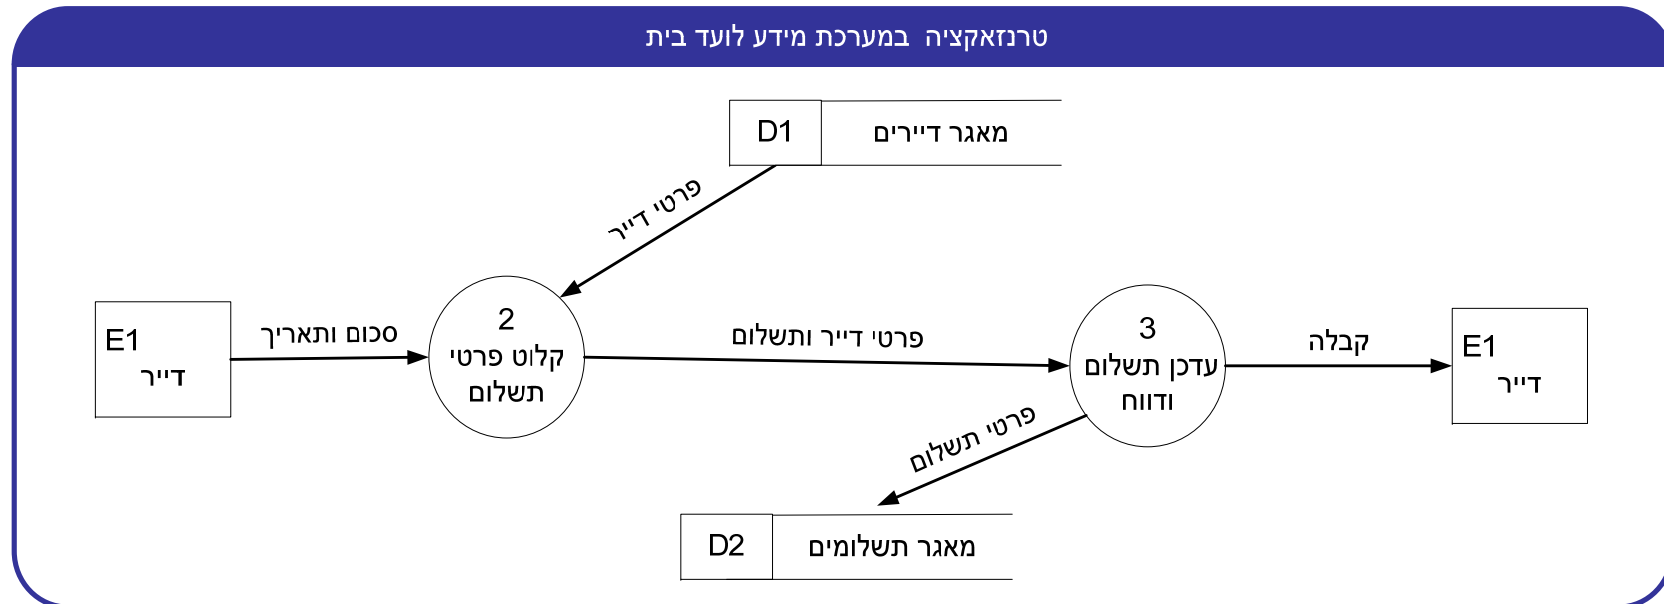 טרנזאקציה במערכת מידע לועד בית
D1
מאגר דיירים
פרטי דייר
E1
דייר
סכום ותאריך
2
קלוט פרטי
תשלום
פרטי דייר ותשלום
3
עדכן תשלום
ודווח
קבלה
E1
דייר
פרטי תשלום
D2
מאגר תשלומים